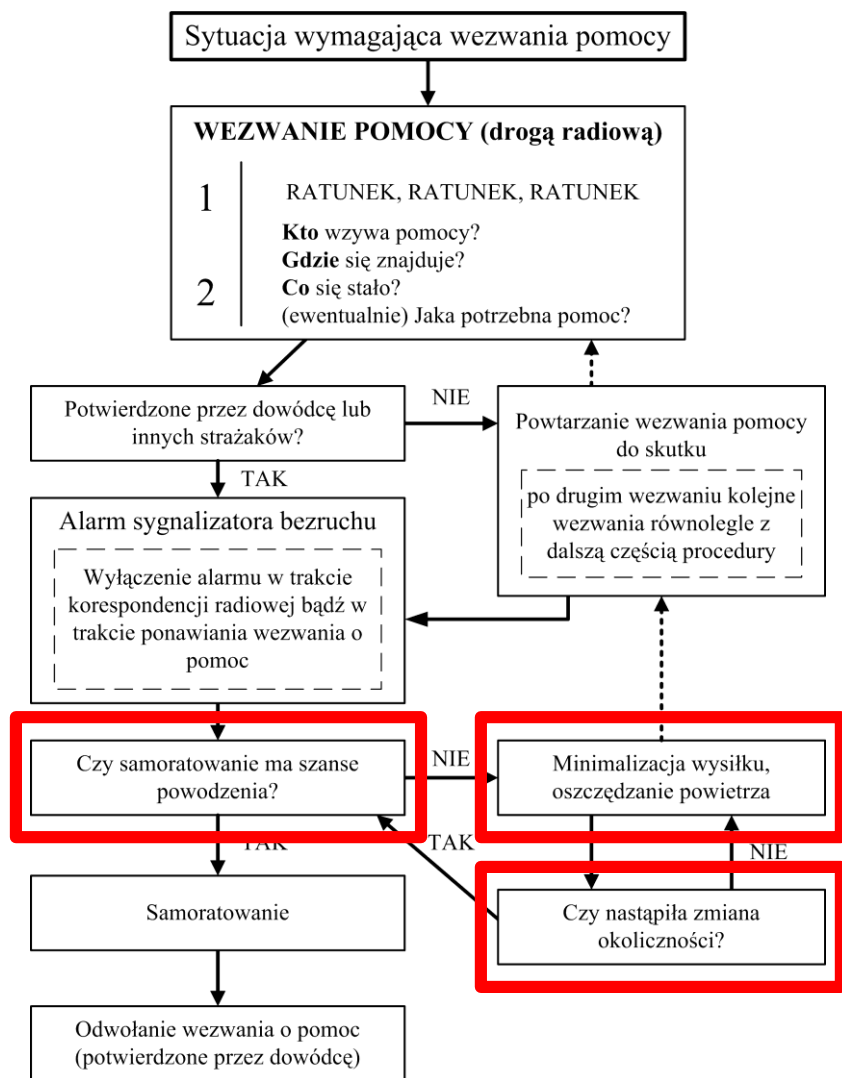 Sytuacja wymagająca wezwania pomocy
WEZWANIE POMOCY (drogą radiową)
1
RATUNEK, RATUNEK, RATUNEK
2
Kto wzywa pomocy?
Gdzie się znajduje?
Co się stało?
(ewentualnie) Jaka potrzebna pomoc?
Potwierdzone przez dowódcę lub
innych strażaków?
NIE
Powtarzanie wezwania pomocy
do skutku
po drugim wezwaniu kolejne
wezwania równolegle z
dalszą częścią procedury
TAK
Alarm sygnalizatora bezruchu
Wyłączenie alarmu w trakcie
korespondencji radiowej bądź w
trakcie ponawiania wezwania o
pomoc
Czy samoratowanie ma szanse
powodzenia?
NIE
Minimalizacja wysiłku,
oszczędzanie powietrza
TAK
TAK
NIE
Czy nastąpiła zmiana
okoliczności?
Samoratowanie
Odwołanie wezwania o pomoc
(potwierdzone przez dowódcę)